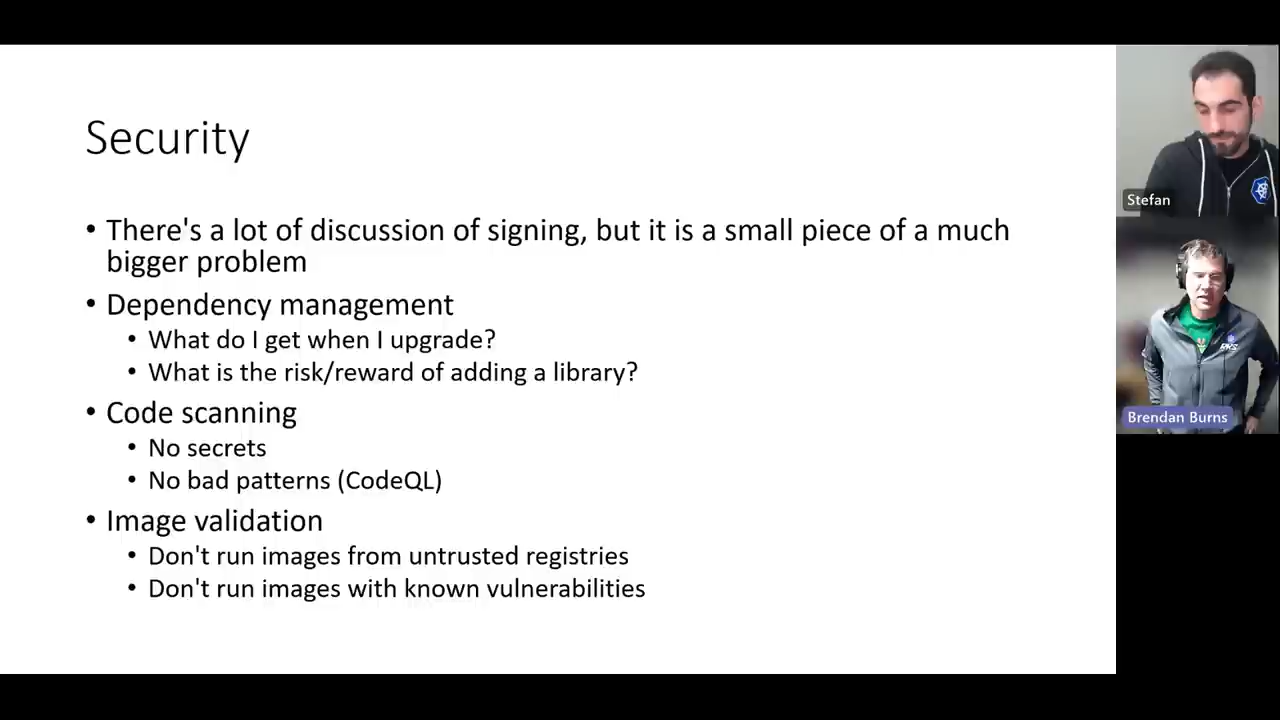 Security
• There's a lot of discussion of signing, but it is a small piece of a much
bigger problem
• Dependency management
• What do I get when I upgrade?
• What is the risk/reward of adding a library?
• Code scanning
• No secrets
• No bad patterns (CodeQL)
• Image validation
• Don't run images from untrusted registries
• Don't run images with known vulnerabilities
Stefan
Brendan Burns